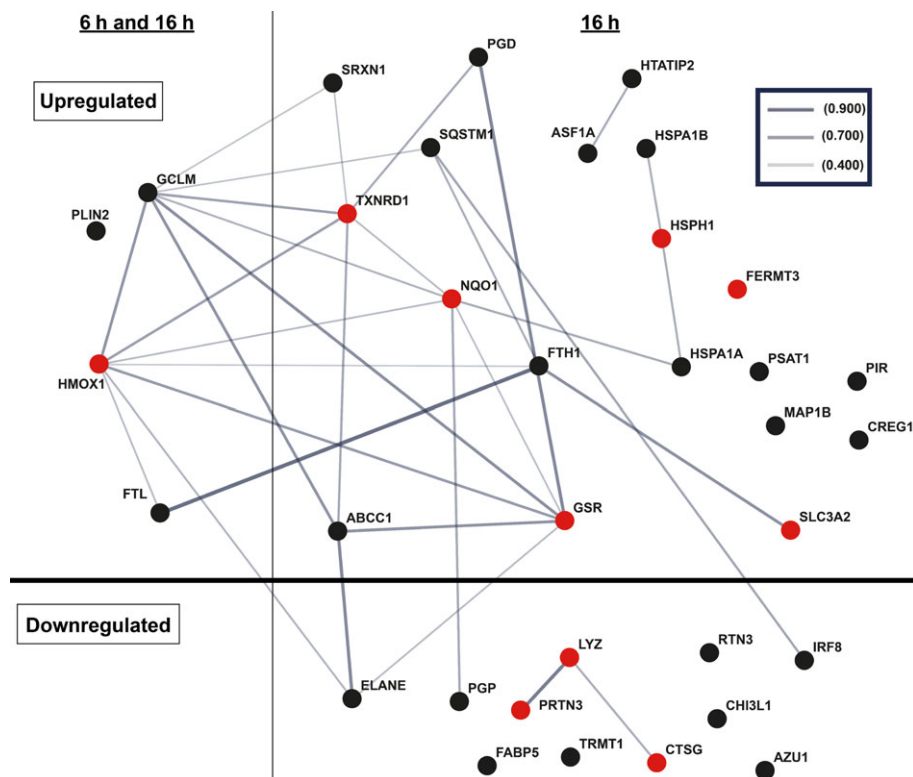 6 h and 16 h
16 h
PGD
SRXN1
HTATIP2
Upregulated
(0.900)
(0.700)
(0.400)
SQSTM1
ASF1A
HSPA1B
GCLM
TXNRD1
PLIN2
HSPH1
NQO1
FERMT3
FTH1
HSPA1A
PSAT1
PIR
HMOX1
MAP1B
CREG1
FTL
ABCC1
GSR
SLC3A2
Downregulated
LYZ
RTN3
IRF8
ELANE
PGP
PRTN3
CHI3L1
FABP5
TRMT1
CTSG
AZU1